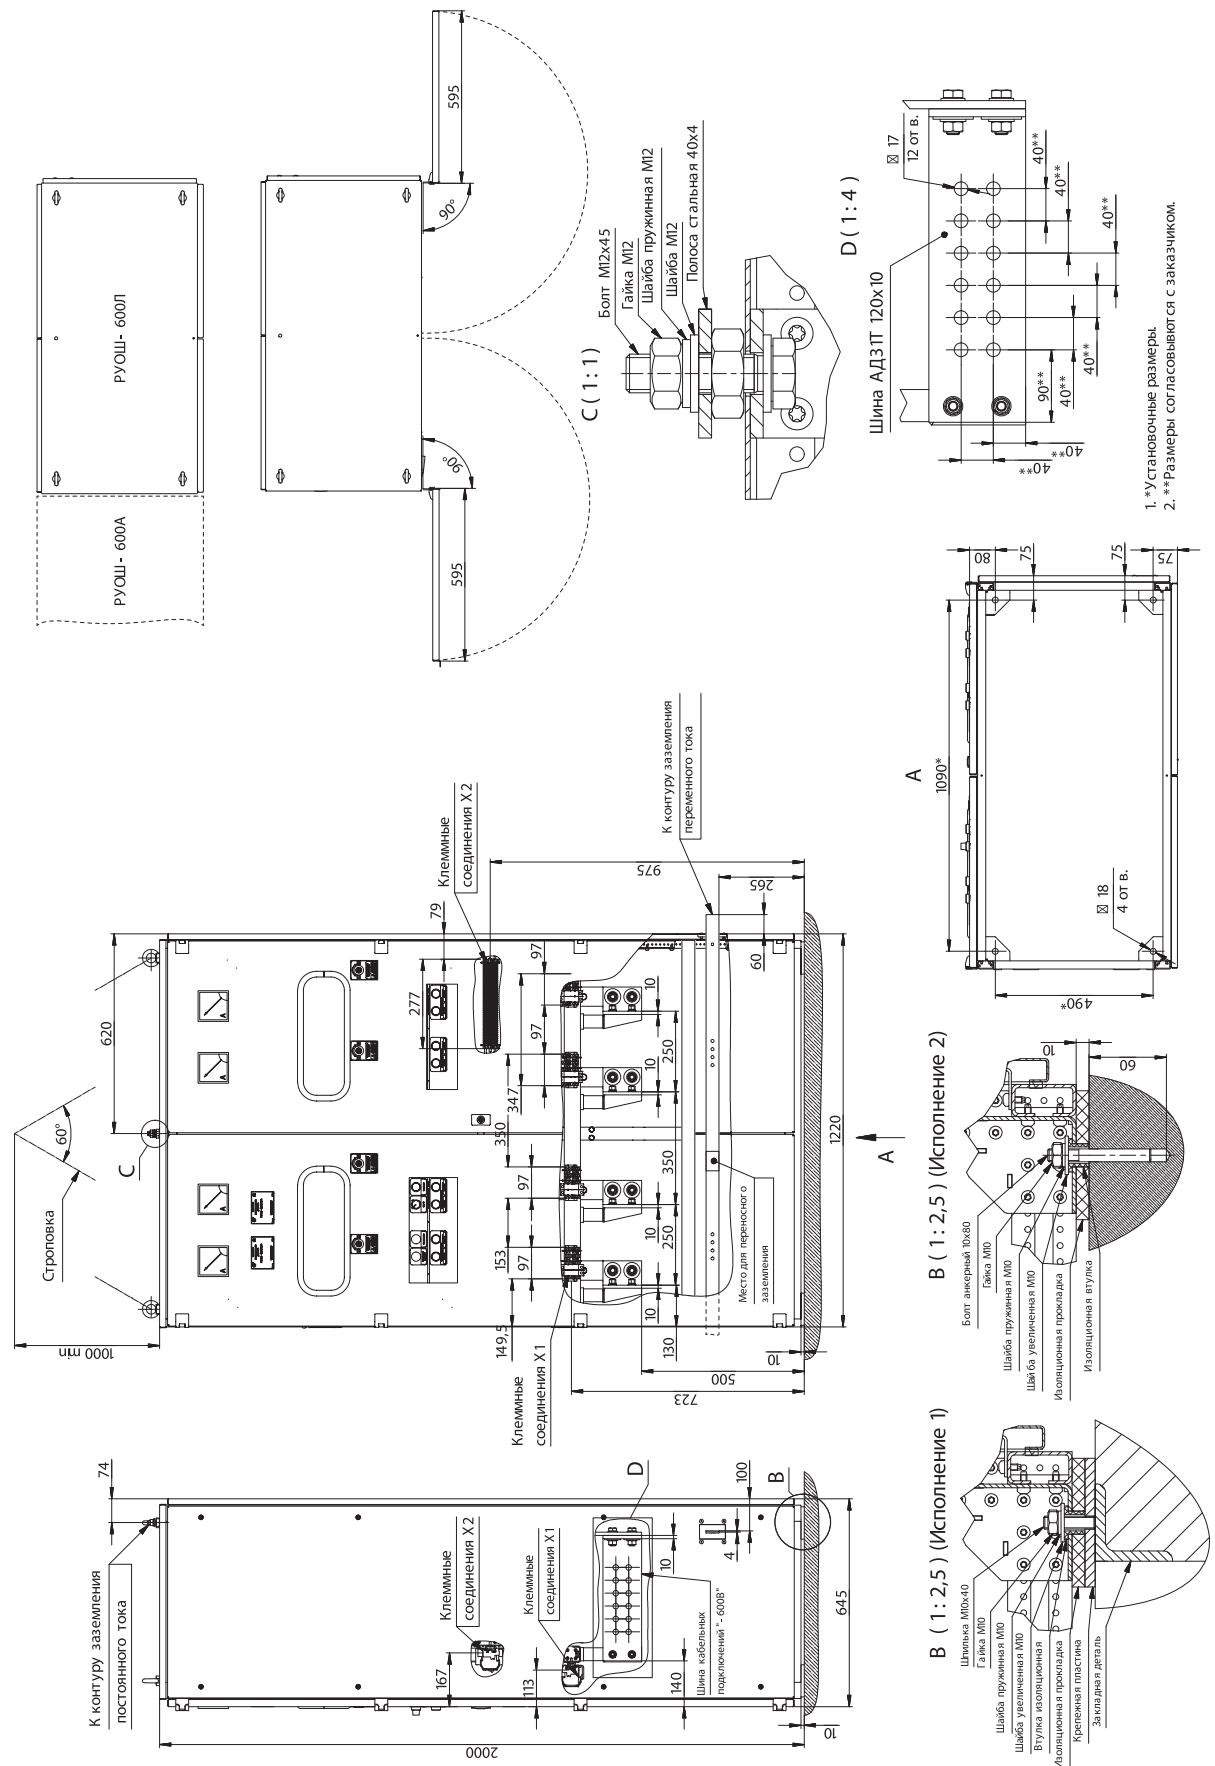 К контуру заземления
постоянного тока
74
2000
Клеммные
соединения X2
167
Клеммные
соединения X1
113
D
10
4
100
B
Шина кабельных
подключений "- 600В"
140
645
10
Строповка
60°
1000 min
C
620
Клеммные
соединения X2
79
277
97
97
347
350
97
153
97
149,5
Клеммные
соединения X1
10
10
10
10
250
350
250
130
60
1220
975
265
723
500
10
К контуру заземления
переменного тока
Место для переносного
заземления
A
РУОШ- 600А
РУОШ- 600Л
595
595
90°
90°
C ( 1 : 1 )
Болт М12х45
Гайка М12
Шайба пружинная М12
Шайба М12
Полоса стальная 40х4
D ( 1 : 4 )
Шина АД31Т 120х10
17
12 от в.
40**
40**
40**
40**
40**
90**
40**
40**
1. *Установочные размеры.
2. **Размеры согласовываются с заказчиком.
A
1090*
80
75
75
75
18
4 от в.
490*
B ( 1 : 2,5 ) (Исполнение 1)
Шпилька М10х40
Гайка М10
Шайба пружинная М10
Шайба увеличенная М10
Втулка изоляционная
Изоляционная прокладка
Крепежная пластина
Закладная деталь
B ( 1 : 2,5 ) (Исполнение 2)
Болт анкерный 10х80
Гайка М10
Шайба пружинная М10
Шайба увеличенная М10
Изоляционная прокладка
Изоляционная втулка
10
60